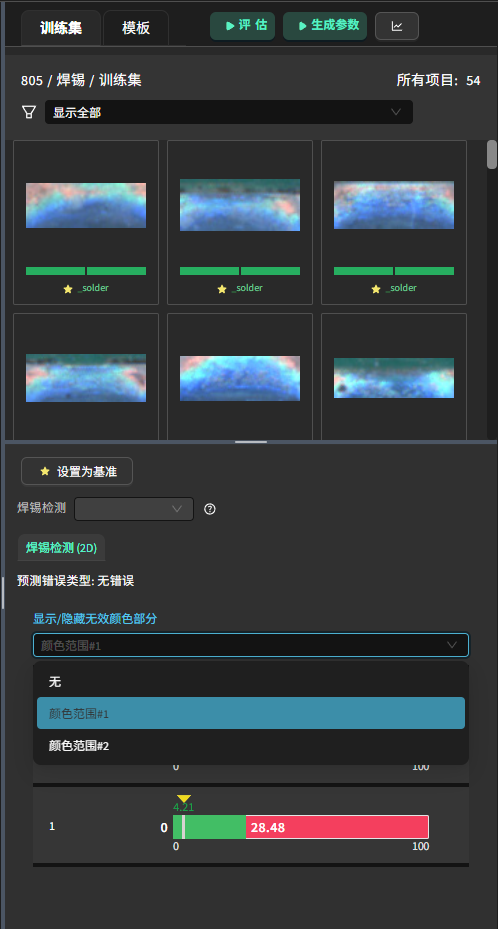 训练集 模板 评 估 生成参数
805 / 焊锡 / 训练集 所有项目: 54
显示全部
_solder _solder _solder
设置为基准
焊锡检测
焊锡检测 (2D)
预测错误类型: 无错误
显示/隐藏无效颜色部分
颜色范围#1
无
颜色范围#1
颜色范围#2
0 100
4.21
1 0 28.48
0 100